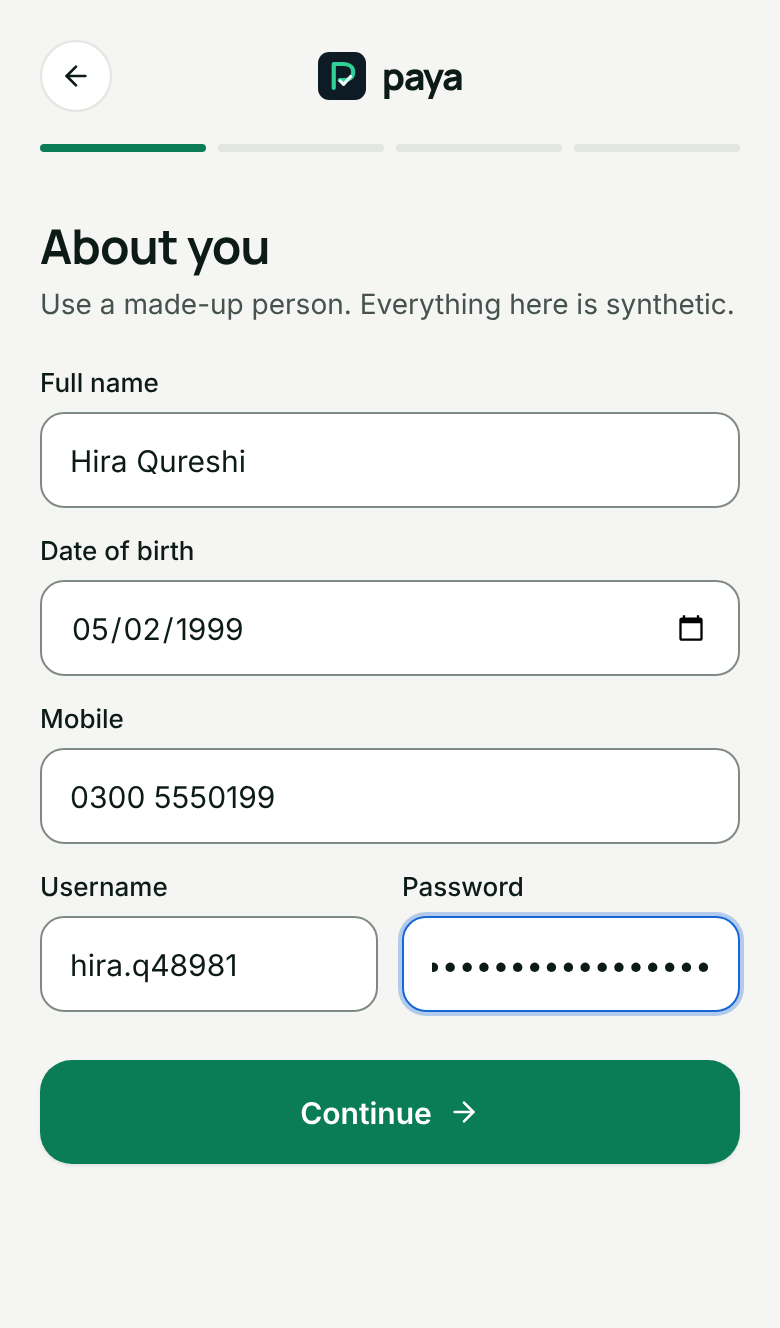 paya
About you
Use a made-up person. Everything here is synthetic.
Full name
Hira Qureshi
Date of birth
05/02/1999
Mobile
0300 5550199
Username
Password
hira.q48981
•••••••••••••••••
Continue →